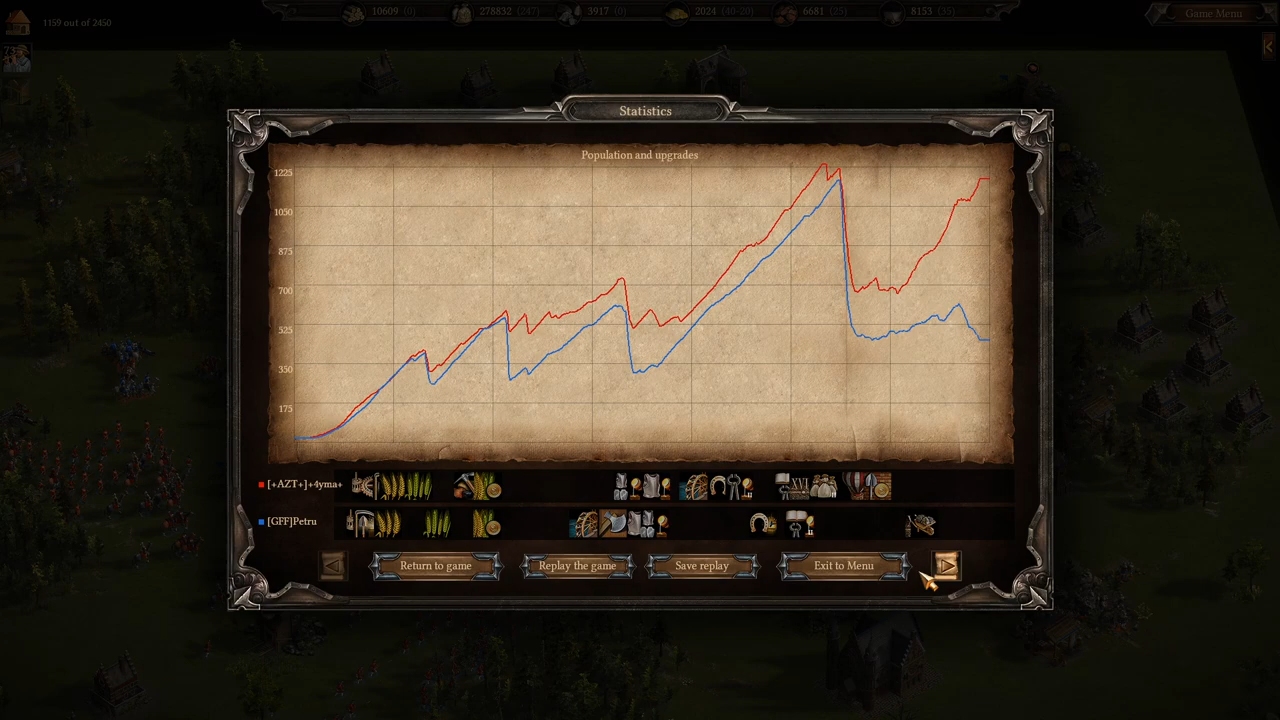 10609 (0) 278832 (247) 3917 (0) 2024 (40-20) 6681 (25) 8153 (35)
Game Menu
1159 out of 2450
Statistics
Population and upgrades
1225
1050
875
700
525
350
175
[+AZT+]+4yma+
[GFF]Petru
Return to game
Replay the game
Save replay
Exit to Menu